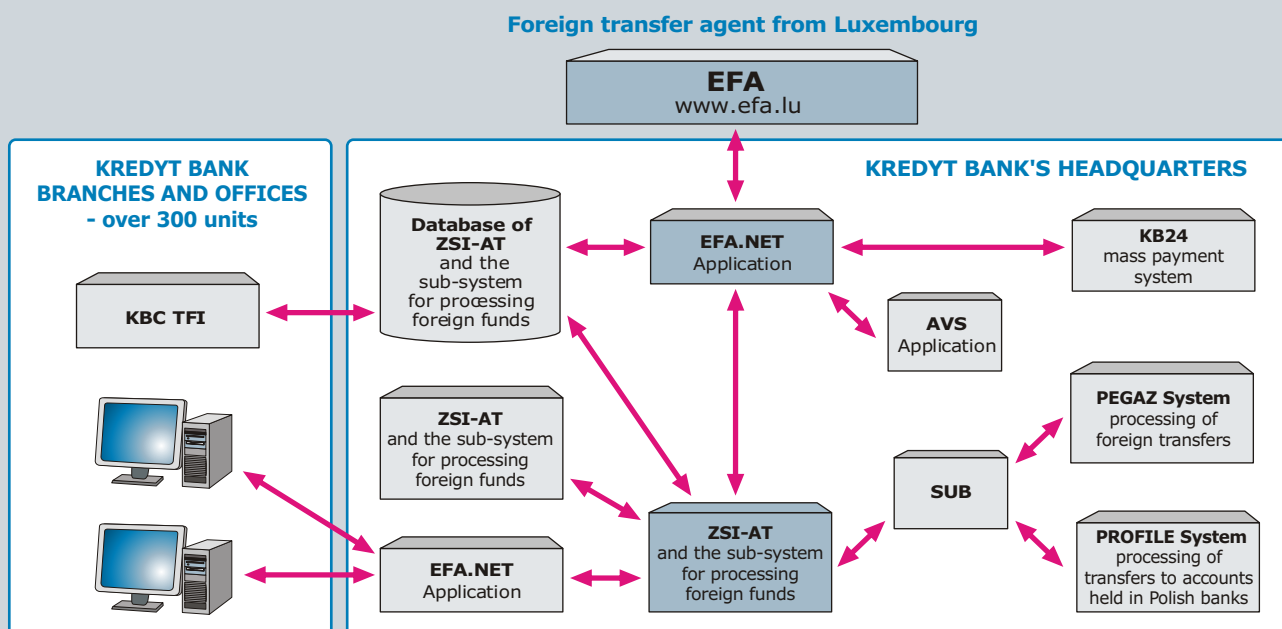 Foreign transfer agent from Luxembourg
EFA
www.efa.lu
KREDYT BANK
BRANCHES AND OFFICES
- over 300 units
KREDYT BANK'S HEADQUARTERS
Database of
ZSI-AT
and the
sub-system
for processing
foreign funds
EFA.NET
Application
KB24
mass payment
system
KBC TFI
AVS
Application
ZSI-AT
and the sub-system
for processing
foreign funds
PEGAZ System
processing of
foreign transfers
SUB
EFA.NET
Application
ZSI-AT
and the sub-system
for processing
foreign funds
PROFILE System
processing of
transfers to accounts
held in Polish banks